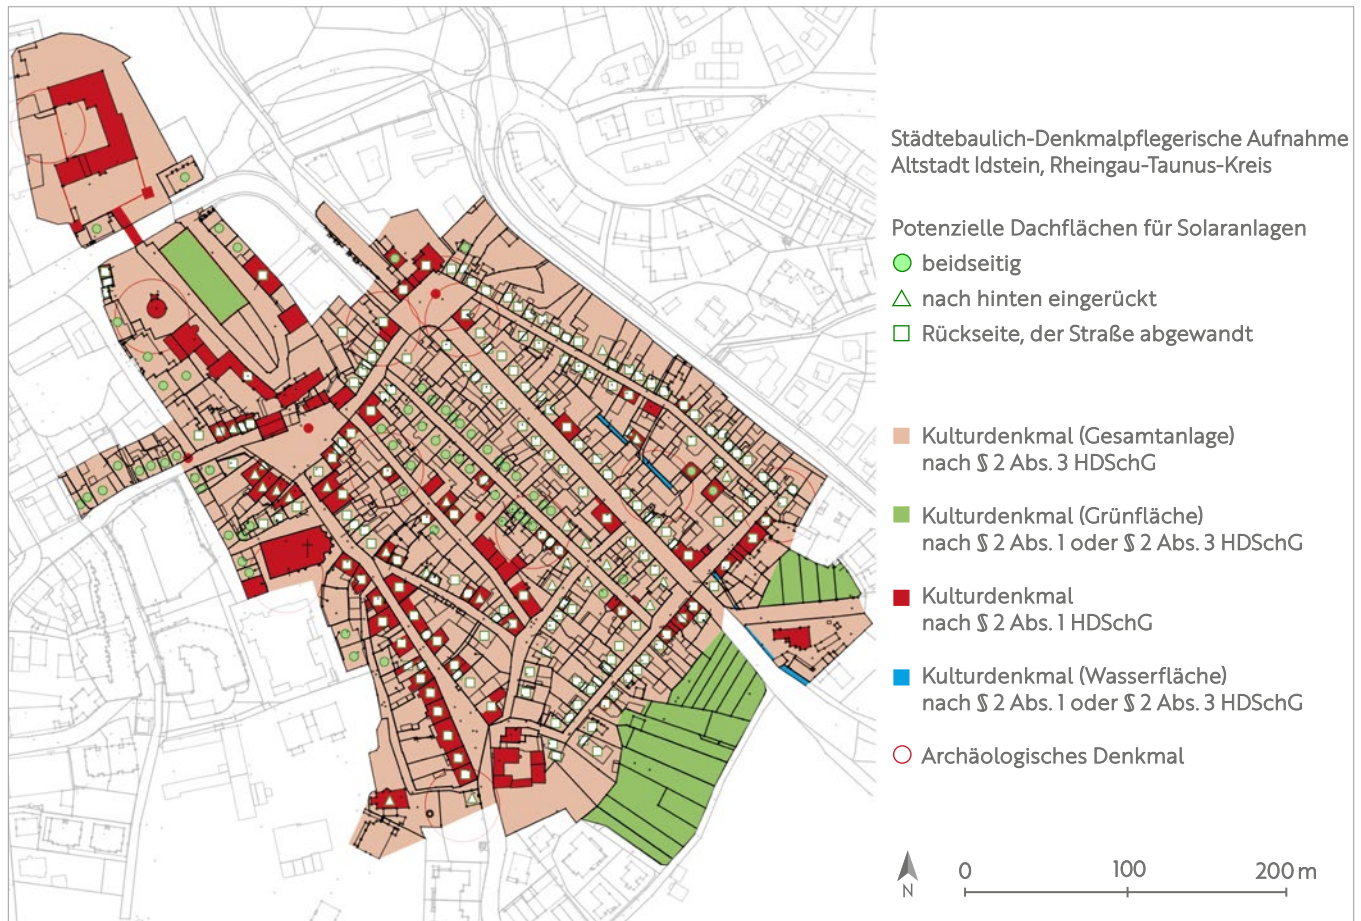 Städtebaulich-Denkmalpflegerische Aufnahme
Altstadt Idstein, Rheingau-Taunus-Kreis
Potenzielle Dachflächen für Solaranlagen
beidseitig
nach hinten eingerückt
Rückseite, der Straße abgewandt
Kulturdenkmal (Gesamtanlage)
nach § 2 Abs. 3 HDSchG
Kulturdenkmal (Grünfläche)
nach § 2 Abs. 1 oder § 2 Abs. 3 HDSchG
Kulturdenkmal
nach § 2 Abs. 1 HDSchG
Kulturdenkmal (Wasserfläche)
nach § 2 Abs. 1 oder § 2 Abs. 3 HDSchG
Archäologisches Denkmal
N
0 100 200 m